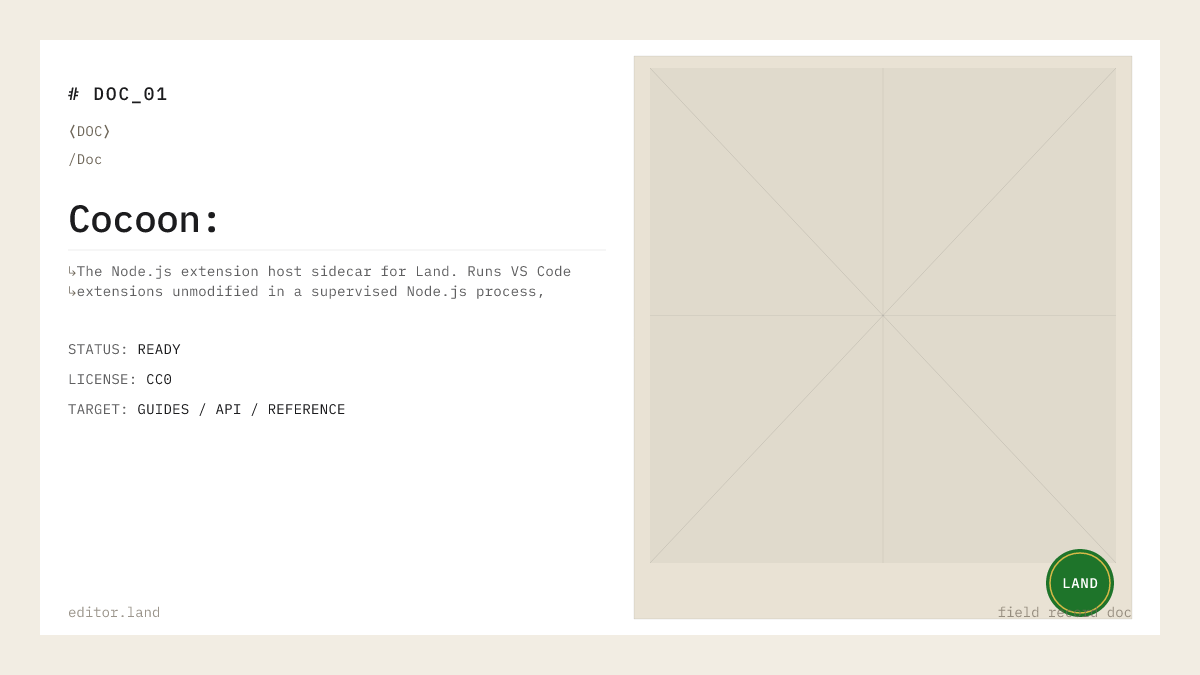 # DOC_01
⟨DOC⟩
/Doc
Cocoon:
↳The Node.js extension host sidecar for Land. Runs VS Code
↳extensions unmodified in a supervised Node.js process,
STATUS: READY
LICENSE: CC0
TARGET: GUIDES / API / REFERENCE
LAND
editor.land
field record doc